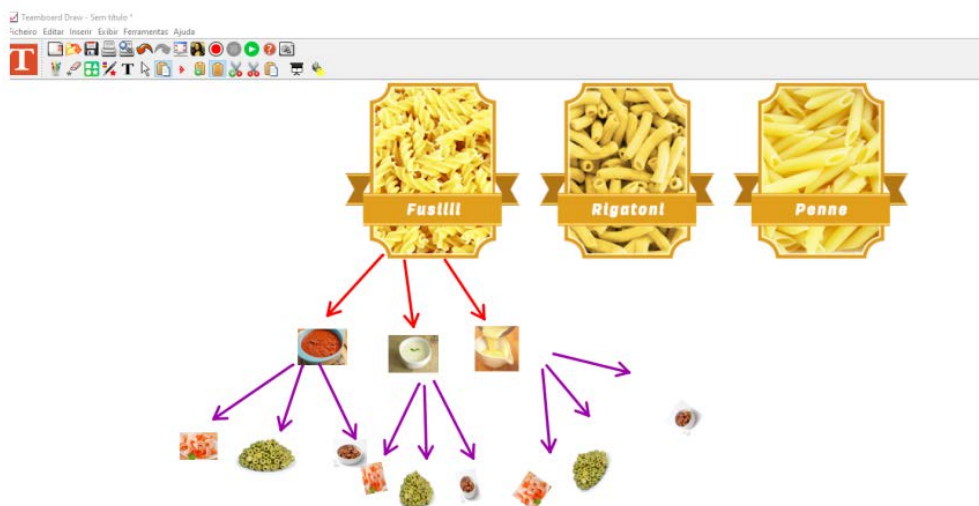 Teamboard Draw - Sem título *
Ficheiro Editar Inserir Exibir Ferramentas Ajuda
T
T
Fusilli
Rigatoni
Penne